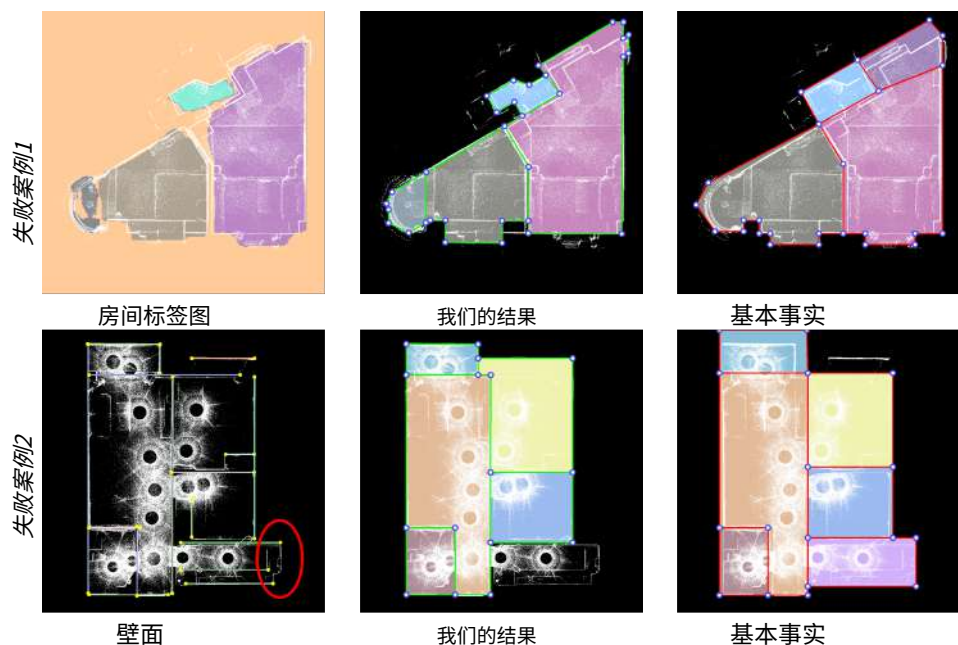 失败案例1
房间标签图
我们的结果
基本事实
失败案例2
壁面
我们的结果
基本事实